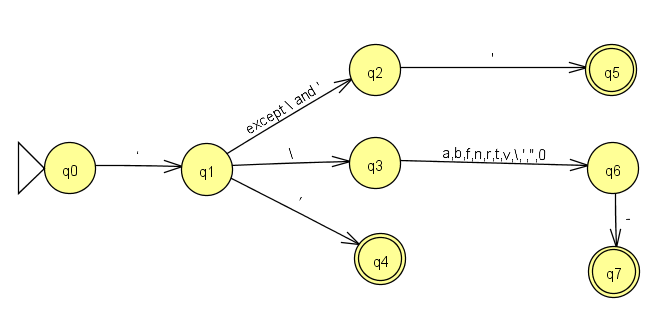 q2
'
q5
except \ and '
q0
'
q1
\
q3
a,b,f,n,r,t,v,\,',",0
q6
'
q4
-
q7